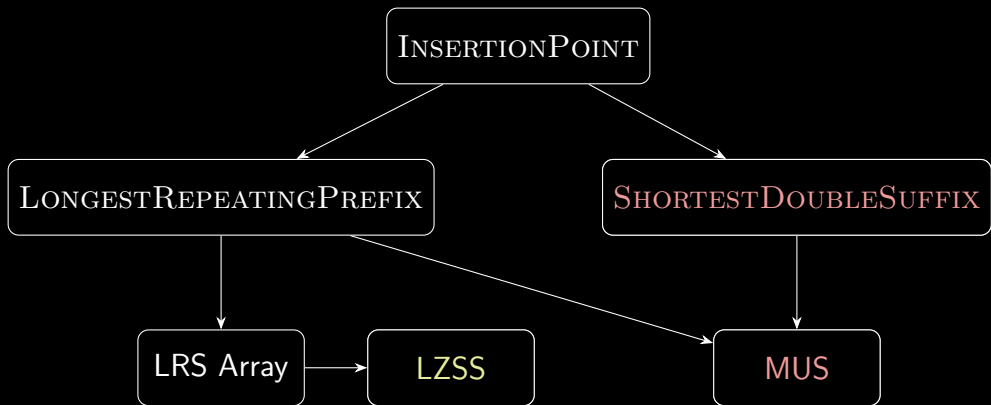 InsertionPoint
LongestRepeatingPrefix
ShortestDoubleSuffix
LRS Array
LZSS
MUS